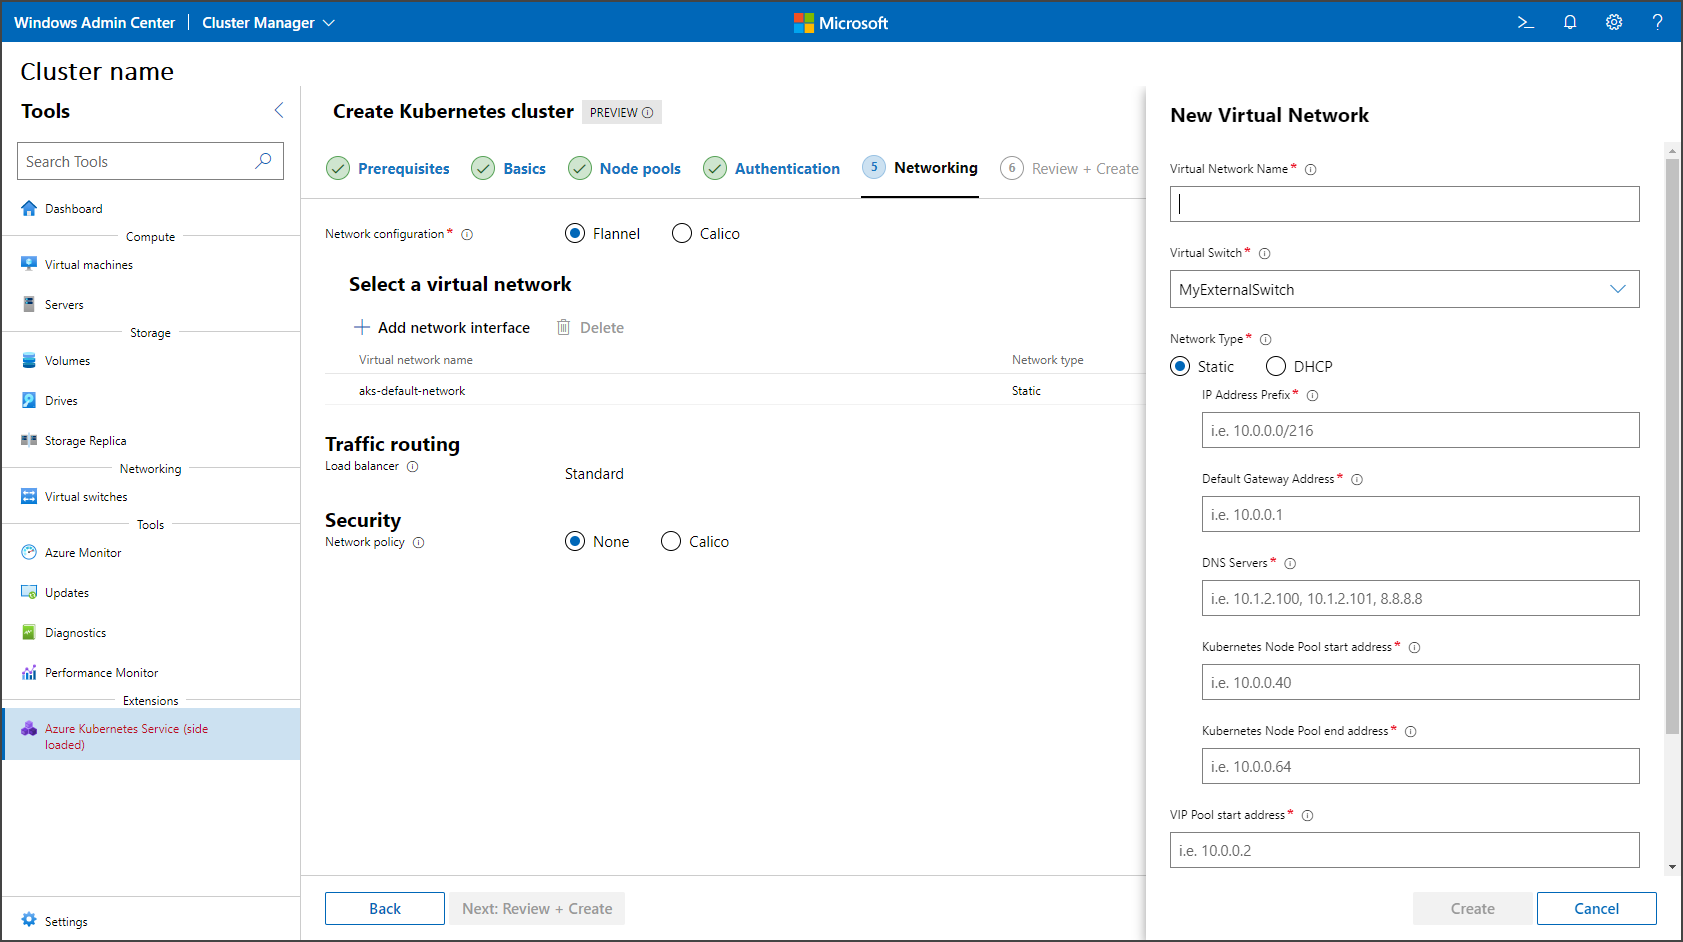 Windows Admin Center
Cluster Manager
Microsoft
Cluster name
Tools
Search Tools
Dashboard
Compute
Virtual machines
Servers
Storage
Volumes
Drives
Storage Replica
Networking
Virtual switches
Tools
Azure Monitor
Updates
Diagnostics
Performance Monitor
Extensions
Azure Kubernetes Service (side
loaded)
Settings
Create Kubernetes cluster PREVIEW
Prerequisites Basics Node pools Authentication 5 Networking 6 Review + Create
Network configuration* Flannel Calico
Select a virtual network
Add network interface Delete
Virtual network name Network type
aks-default-network Static
Traffic routing
Load balancer Standard
Security
Network policy None Calico
Back Next: Review + Create
New Virtual Network
Virtual Network Name*
Virtual Switch*
MyExternalSwitch
Network Type*
Static DHCP
IP Address Prefix*
i.e. 10.0.0.0/216
Default Gateway Address*
i.e. 10.0.0.1
DNS Servers*
i.e. 10.1.2.100, 10.1.2.101, 8.8.8.8
Kubernetes Node Pool start address*
i.e. 10.0.0.40
Kubernetes Node Pool end address*
i.e. 10.0.0.64
VIP Pool start address*
i.e. 10.0.0.2
Create Cancel